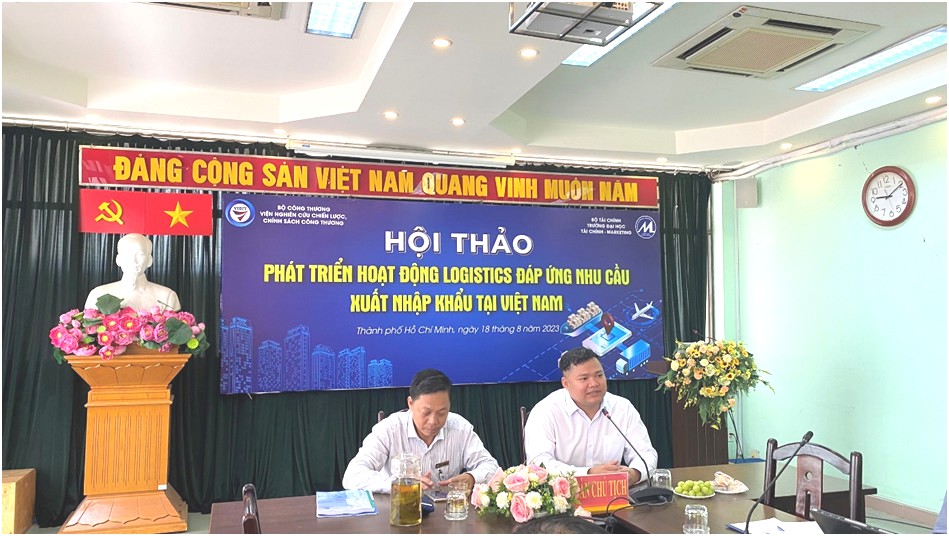 ĐẢNG CỘNG SẢN VIỆT NAM QUANG VINH MUÔN NĂM
BỘ CÔNG THƯƠNG
VIỆN NGHIÊN CỨU CHIẾN LƯỢC,
CHÍNH SÁCH CÔNG THƯƠNG
BỘ TÀI CHÍNH
TRƯỜNG ĐẠI HỌC
TÀI CHÍNH - MARKETING
HỘI THẢO
PHÁT TRIỂN HOẠT ĐỘNG LOGISTICS ĐÁP ỨNG NHU CẦU
XUẤT NHẬP KHẨU TẠI VIỆT NAM
Thành phố Hồ Chí Minh, ngày 18 tháng 8 năm 2023
CHỦ TỊCH